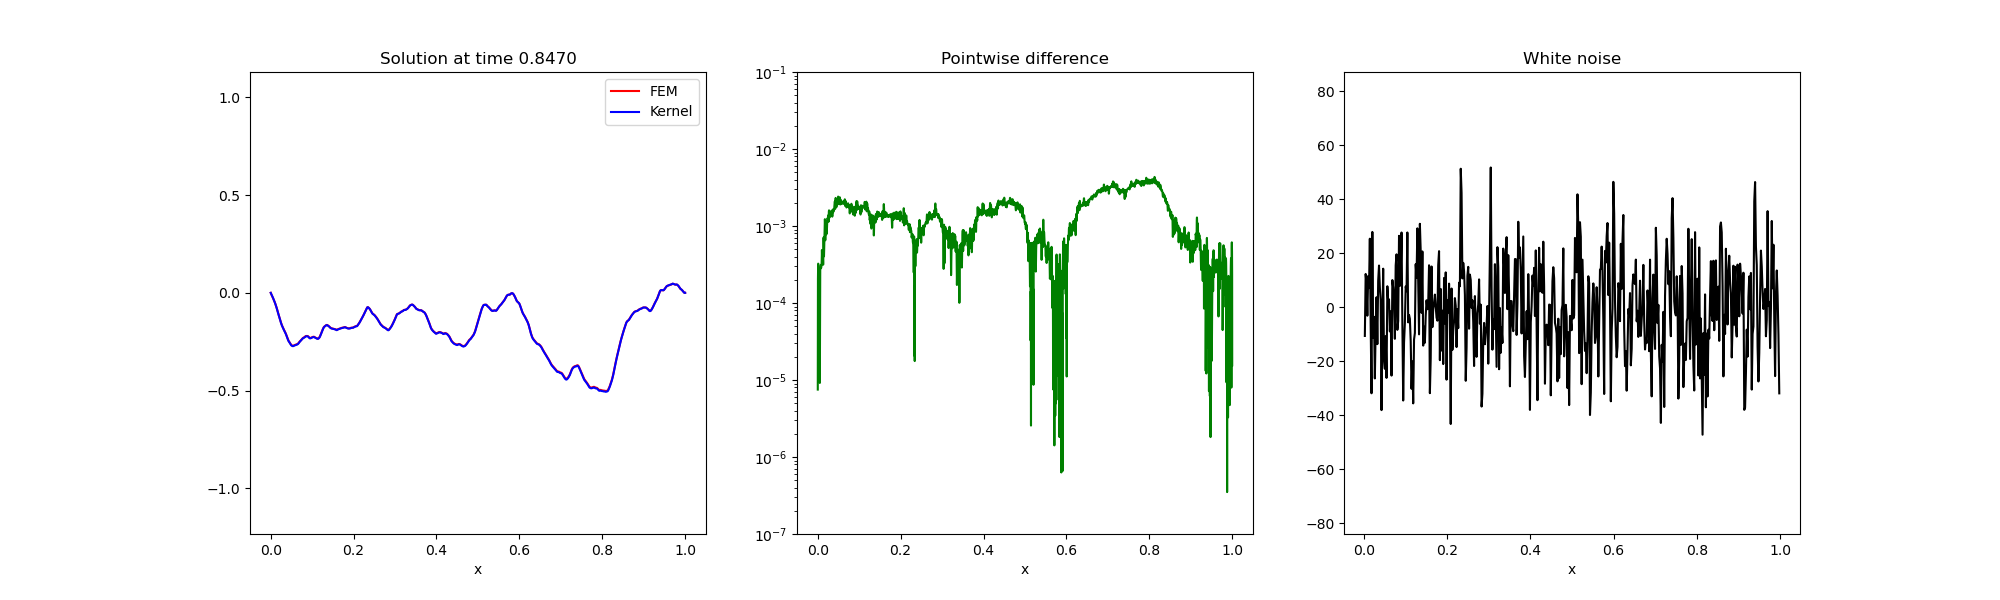 Solution at time 0.8470
1.0
0.5
0.0
−0.5
−1.0
FEM
Kernel
0.0 0.2 0.4 0.6 0.8 1.0
x
Pointwise difference
10⁻¹
10⁻²
10⁻³
10⁻⁴
10⁻⁵
10⁻⁶
10⁻⁷
0.0 0.2 0.4 0.6 0.8 1.0
x
White noise
80
60
40
20
0
−20
−40
−60
−80
0.0 0.2 0.4 0.6 0.8 1.0
x